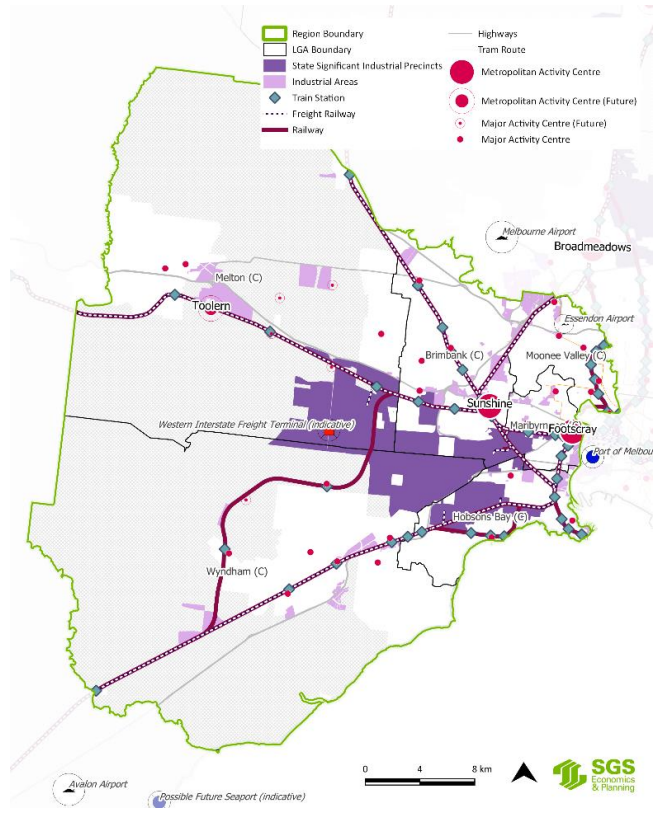 Region Boundary
LGA Boundary
State Significant Industrial Precincts
Industrial Areas
Train Station
Freight Railway
Railway
Highways
Tram Route
Metropolitan Activity Centre
Metropolitan Activity Centre (Future)
Major Activity Centre (Future)
Major Activity Centre
Melbourne Airport
Broadmeadows
Melton (C)
Toolern
Essendon Airport
Brimbank (C)
Moonee Valley (C)
Sunshine
Western Interstate Freight Terminal (indicative)
Maribyrn
Footscray
Port of Melbou
Hobsons Bay (C)
Wyndham (C)
Avalon Airport
Possible Future Seaport (indicative)
0 4 8 km
SGS
Economics
& Planning